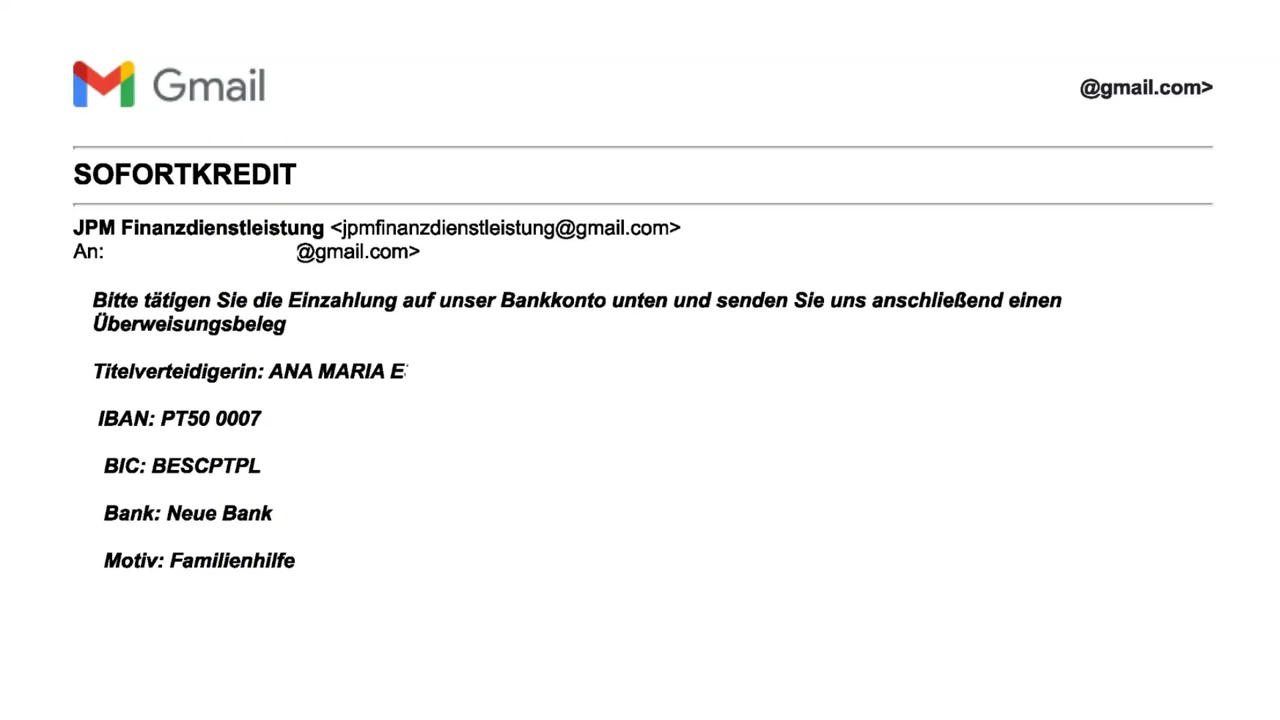 Gmail
@gmail.com>
SOFORTKREDIT
JPM Finanzdienstleistung <jpmfinanzdienstleistung@gmail.com>
An: @gmail.com>
Bitte tätigen Sie die Einzahlung auf unser Bankkonto unten und senden Sie uns anschließend einen
Überweisungsbeleg
Titelverteidigerin: ANA MARIA E
IBAN: PT50 0007
BIC: BESCPTPL
Bank: Neue Bank
Motiv: Familienhilfe